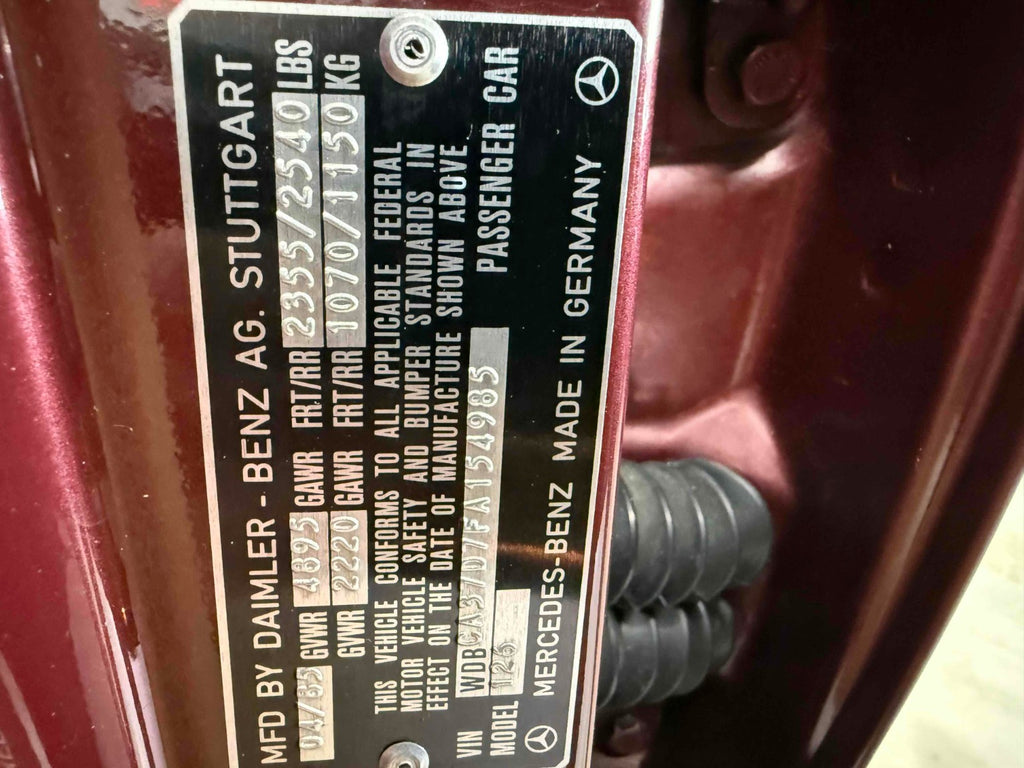 MFD BY DAIMLER - BENZ AG. STUTTGART
04/85 GVWR 4895 GAWR FRT/RR 2355/2540 LBS
GVWR 2220 GAWR FRT/RR 1070/1150 KG
THIS VEHICLE CONFORMS TO ALL APPLICABLE FEDERAL
MOTOR VEHICLE SAFETY AND BUMPER STANDARDS IN
EFFECT ON THE DATE OF MANUFACTURE SHOWN ABOVE
VIN WDBCA37D7FA154985 PASSENGER CAR
MODEL 126
MERCEDES-BENZ MADE IN GERMANY